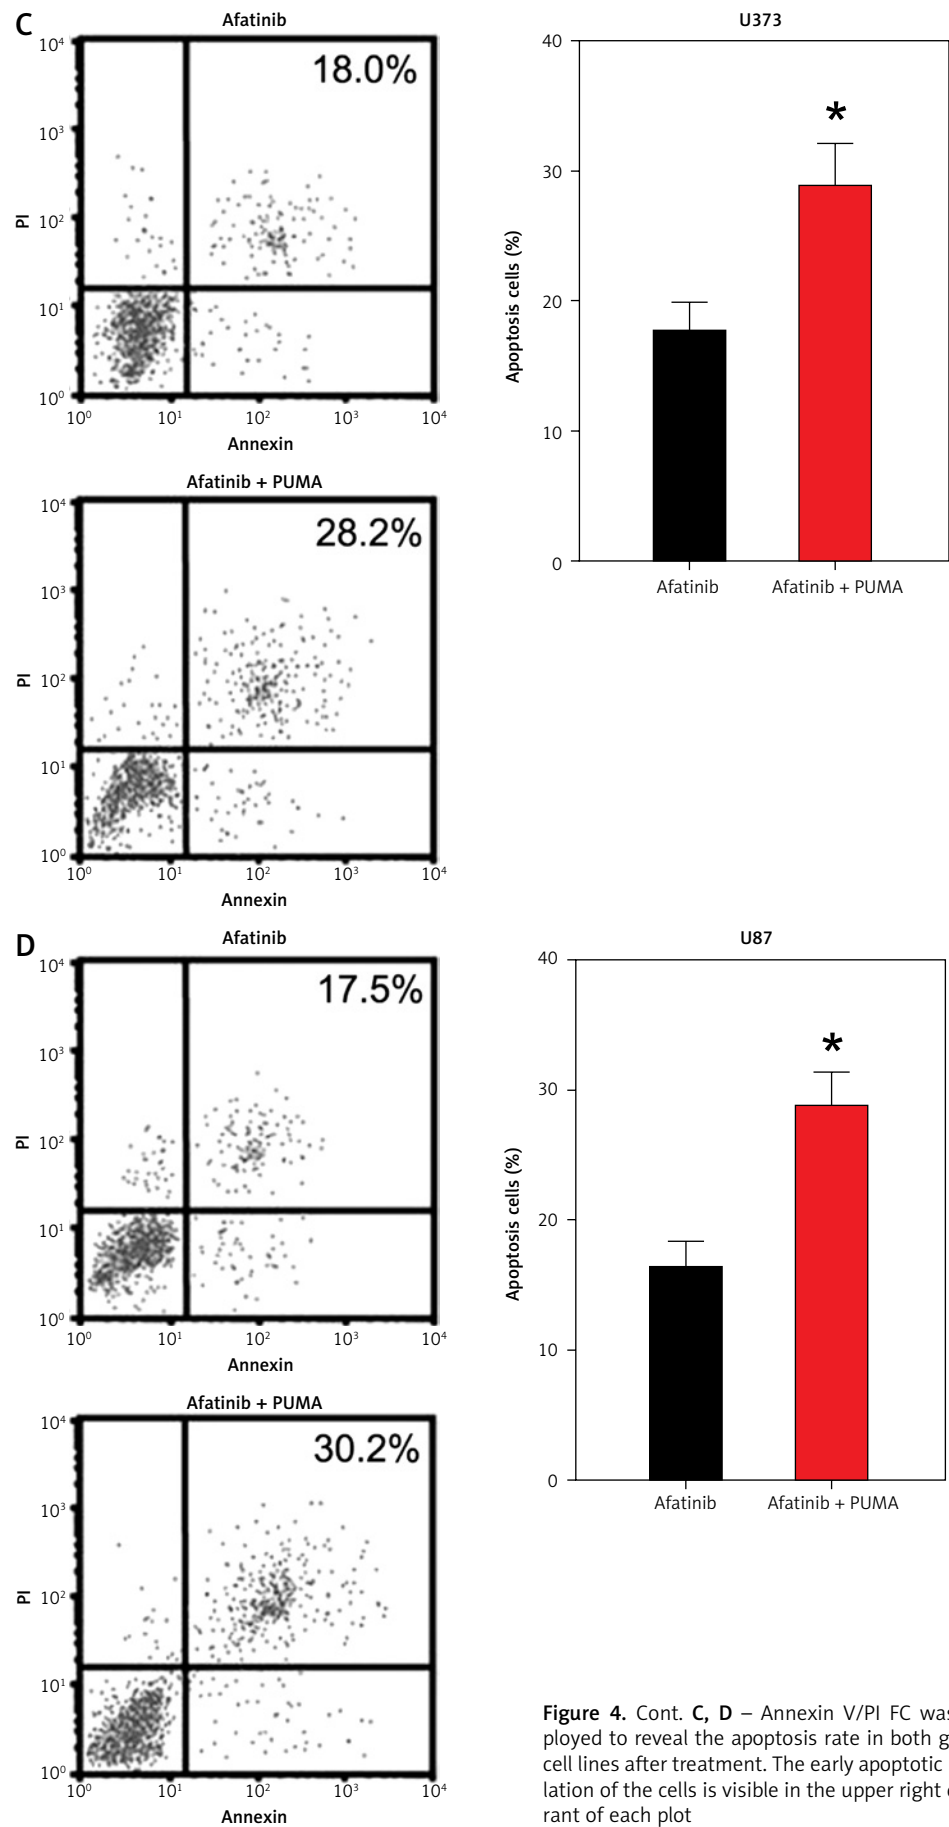 C
Afatinib
18.0%
10⁴
10³
10²
10¹
10⁰
PI
10⁰ 10¹ 10² 10³ 10⁴
Annexin
U373
40
30
20
10
0
Apoptosis cells (%)
*
Afatinib Afatinib + PUMA
Afatinib + PUMA
28.2%
10⁴
10³
10²
10¹
10⁰
PI
10⁰ 10¹ 10² 10³ 10⁴
Annexin
D
Afatinib
17.5%
10⁴
10³
10²
10¹
10⁰
PI
10⁰ 10¹ 10² 10³ 10⁴
Annexin
U87
40
30
20
10
0
Apoptosis cells (%)
*
Afatinib Afatinib + PUMA
Afatinib + PUMA
30.2%
10⁴
10³
10²
10¹
10⁰
PI
10⁰ 10¹ 10² 10³ 10⁴
Annexin
Figure 4. Cont. C, D – Annexin V/PI FC was
ployed to reveal the apoptosis rate in both g
cell lines after treatment. The early apoptotic
lation of the cells is visible in the upper right
rant of each plot